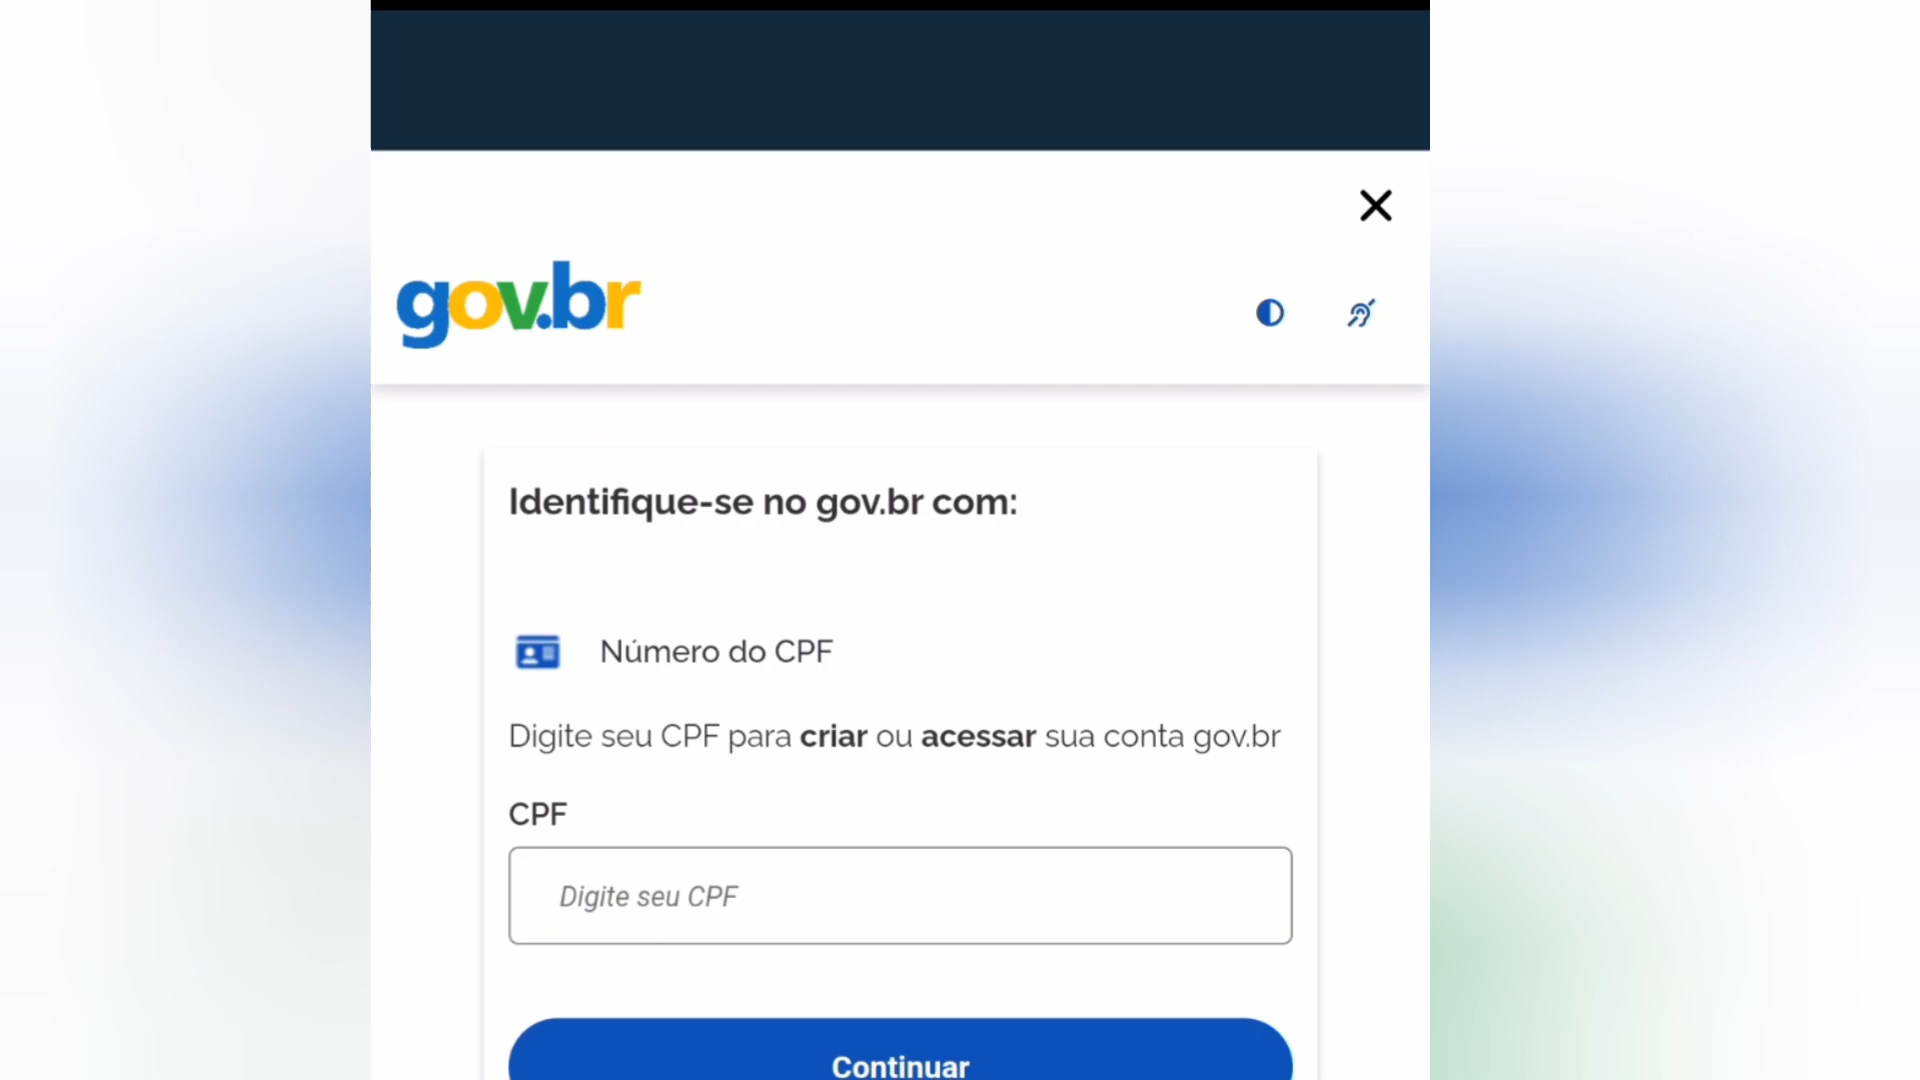 gov.br
Identifique-se no gov.br com:
Número do CPF
Digite seu CPF para criar ou acessar sua conta gov.br
CPF
Digite seu CPF
Continuar